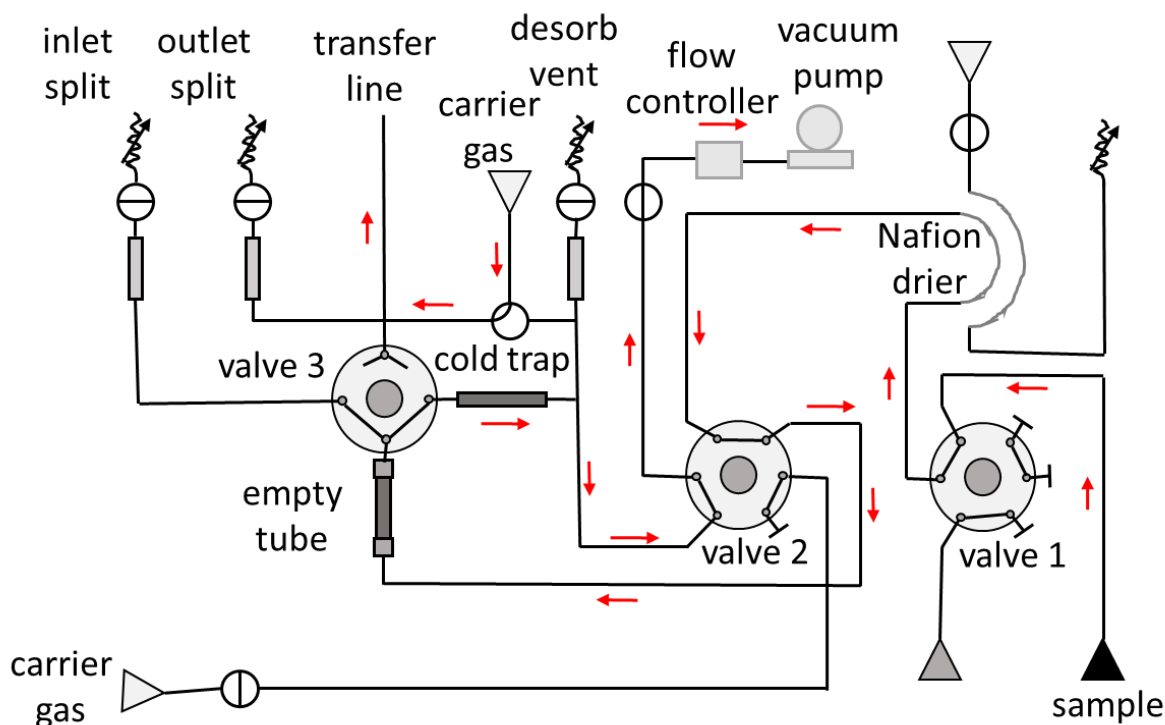 inlet
split
outlet
split
transfer
line
carrier
gas
desorb
vent
flow
controller
vacuum
pump
Nafion
drier
valve 3
cold trap
empty
tube
valve 2
valve 1
carrier
gas
sample